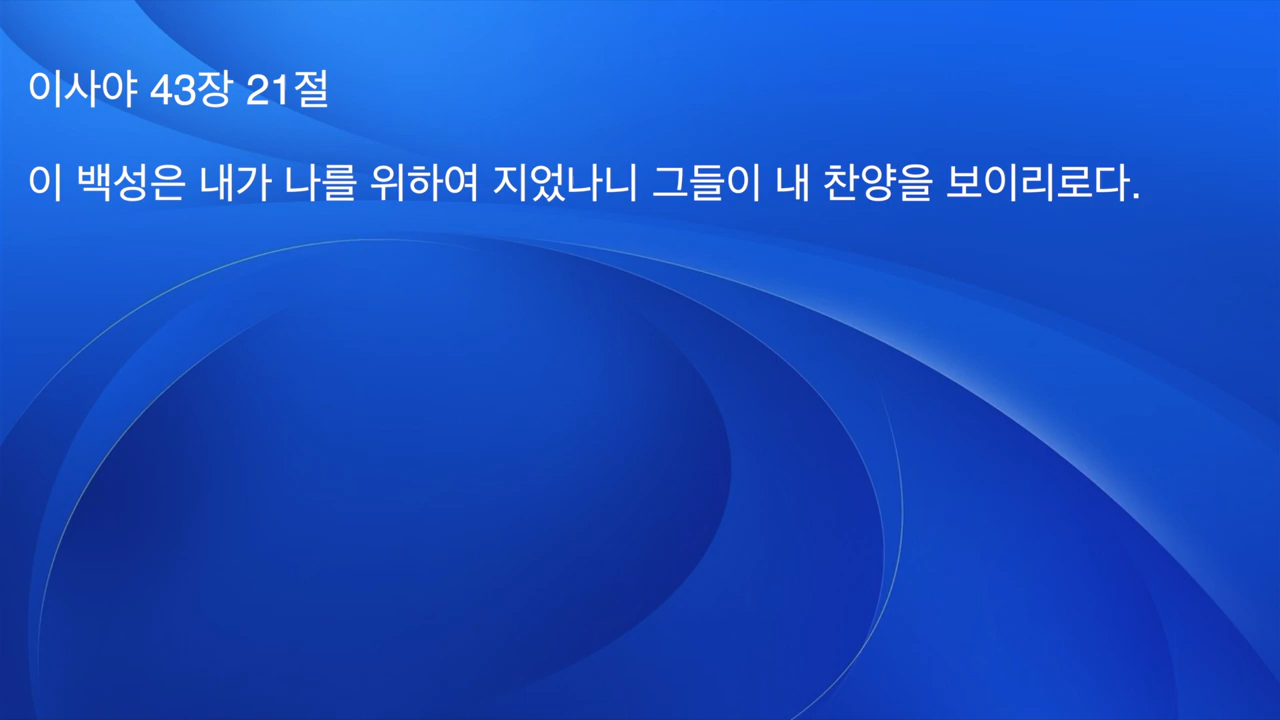 이사야 43장 21절
이 백성은 내가 나를 위하여 지었나니 그들이 내 찬양을 보이리로다.